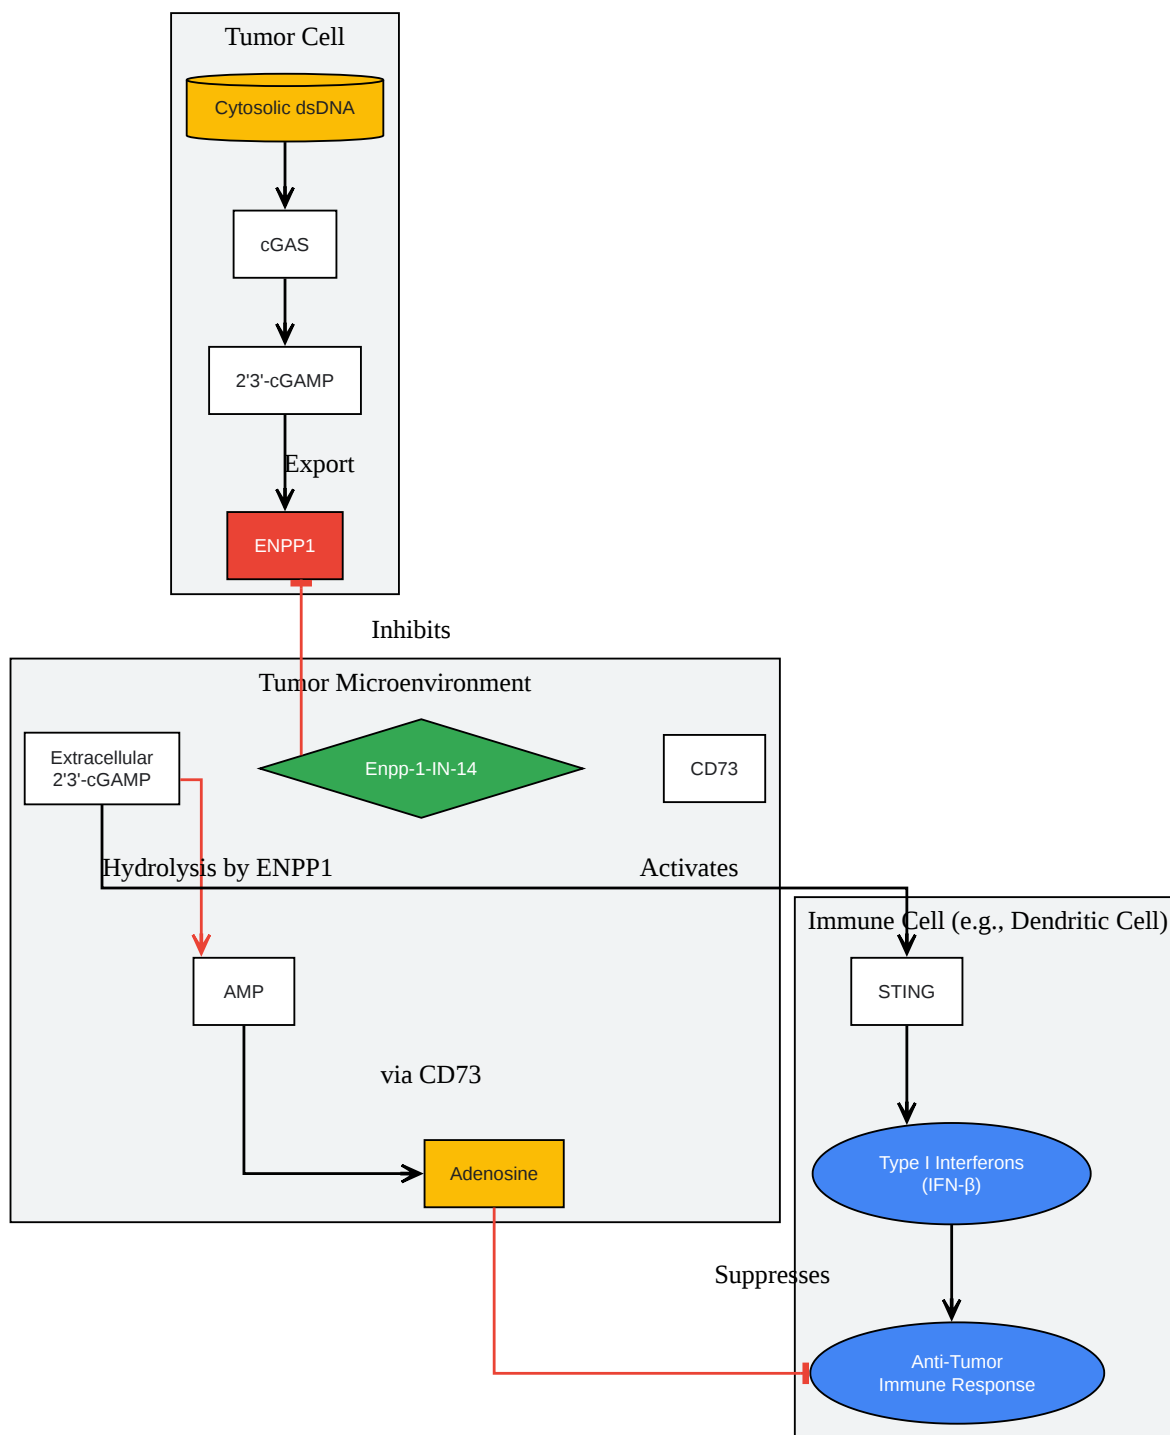 Tumor Cell
Cytosolic dsDNA
cGAS
2'3'-cGAMP
Export
ENPP1
Inhibits
Tumor Microenvironment
Extracellular
2'3'-cGAMP
Enpp-1-IN-14
CD73
Hydrolysis by ENPP1
Activates
Immune Cell (e.g., Dendritic Cell)
AMP
STING
via CD73
Adenosine
Type I Interferons
(IFN-β)
Suppresses
Anti-Tumor
Immune Response